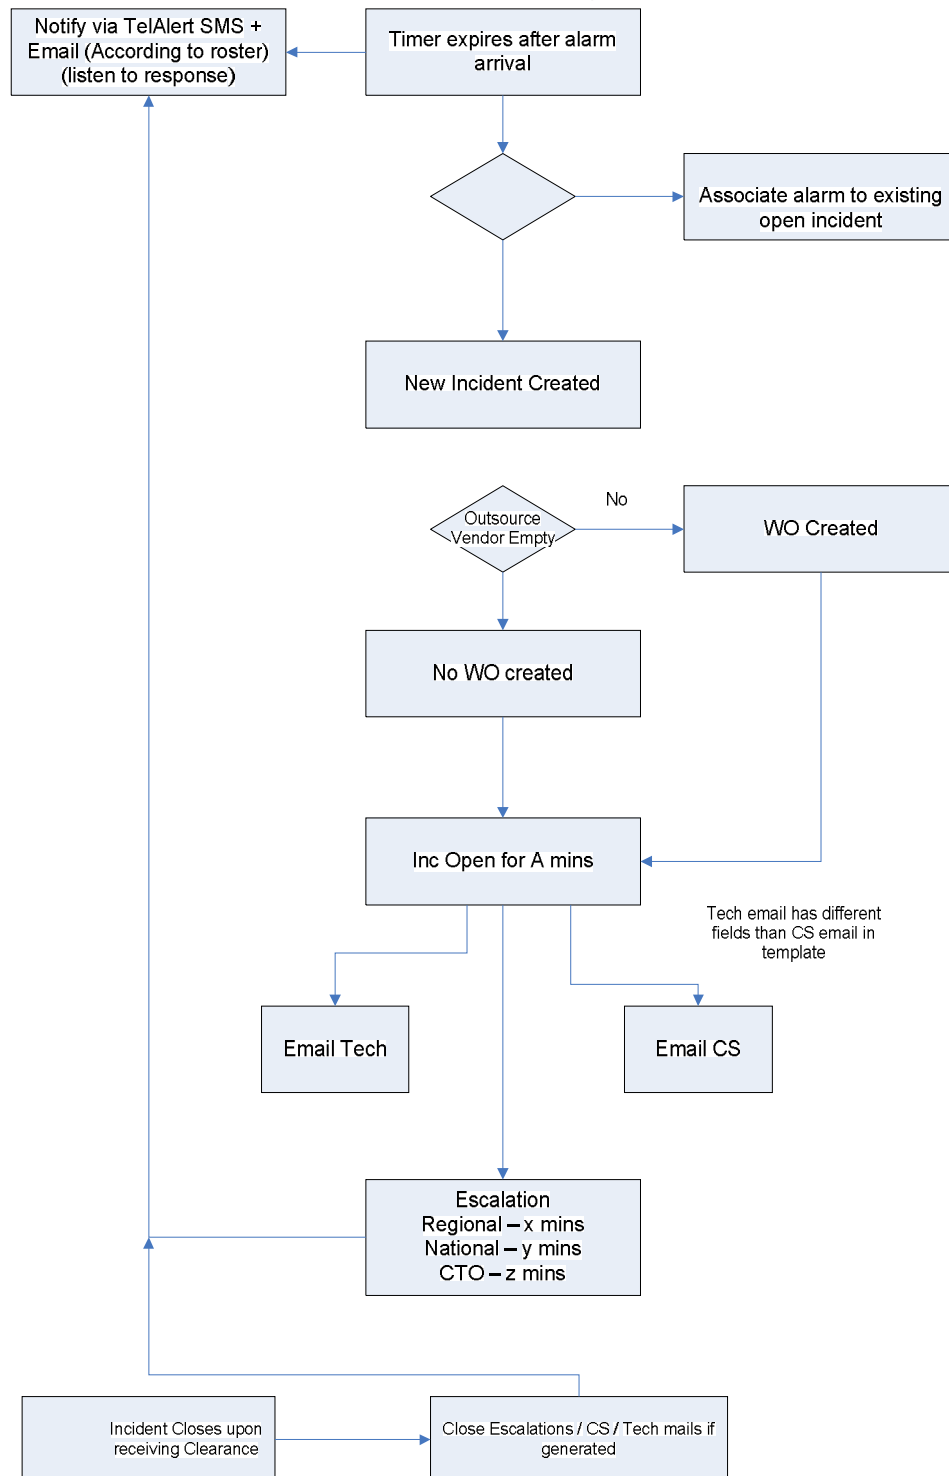 Notify via TelAlert SMS +
Email (According to roster)
(listen to response)
Timer expires after alarm
arrival
Associate alarm to existing
open incident
New Incident Created
Outsource
Vendor Empty
No
WO Created
No WO created
Inc Open for A mins
Tech email has different
fields than CS email in
template
Email Tech
Email CS
Escalation
Regional – x mins
National – y mins
CTO – z mins
Incident Closes upon
receiving Clearance
Close Escalations / CS / Tech mails if
generated